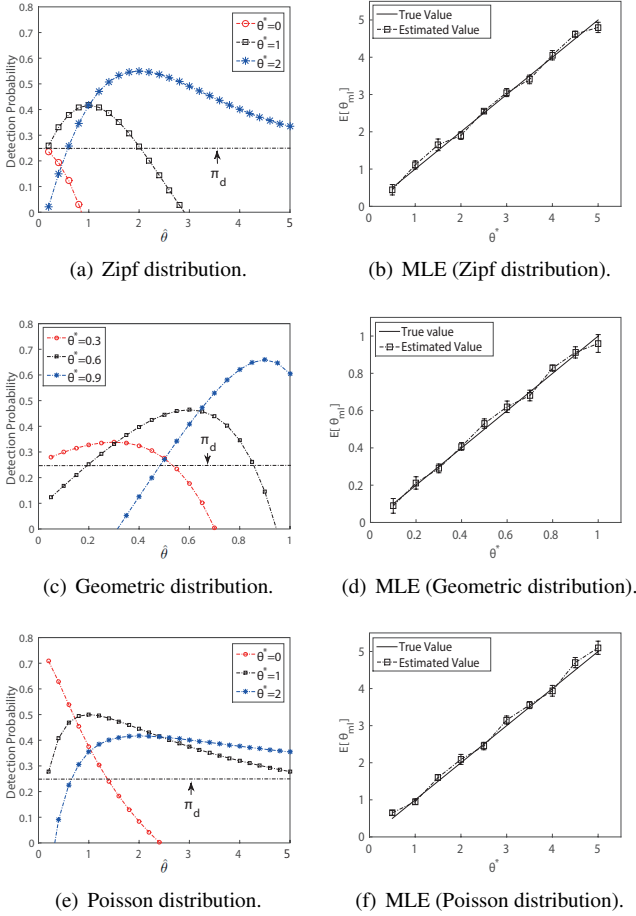 θ*=0
θ*=1
θ*=2
Detection Probability
0.8
0.7
0.6
0.5
0.4
0.3
0.2
0.1
0
π_d
0 1 2 3 4 5
θ̂
(a) Zipf distribution.
True Value
Estimated Value
E[θ_ml]
5
4
3
2
1
0
0 1 2 3 4 5
θ*
(b) MLE (Zipf distribution).
θ*=0.3
θ*=0.6
θ*=0.9
Detection Probability
0.8
0.7
0.6
0.5
0.4
0.3
0.2
0.1
0
π_d
0 0.2 0.4 0.6 0.8 1
θ̂
(c) Geometric distribution.
True value
Estimated Value
E[θ_ml]
1
0.8
0.6
0.4
0.2
0
0 0.2 0.4 0.6 0.8 1
θ*
(d) MLE (Geometric distribution).
θ*=0
θ*=1
θ*=2
Detection Probability
0.8
0.7
0.6
0.5
0.4
0.3
0.2
0.1
0
π_d
0 1 2 3 4 5
θ̂
(e) Poisson distribution.
True Value
Estimated Value
E[θ_ml]
5
4
3
2
1
0
0 1 2 3 4 5
θ*
(f) MLE (Poisson distribution).